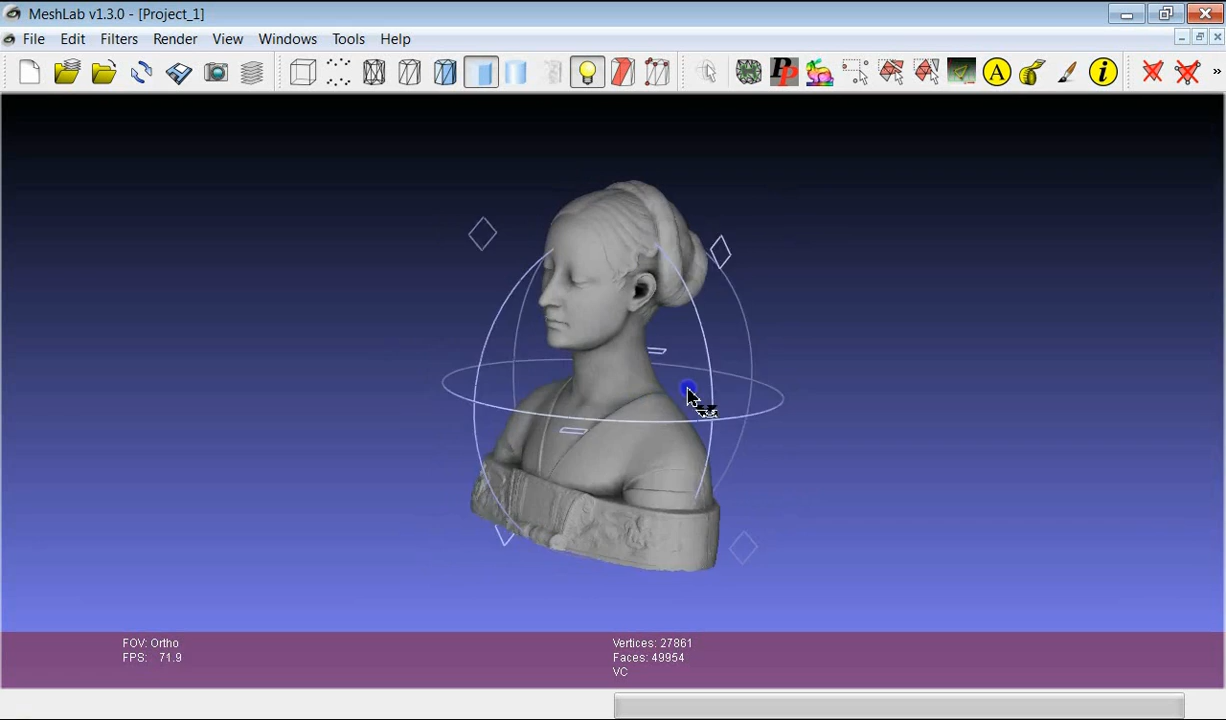 MeshLab v1.3.0 - [Project_1]
File Edit Filters Render View Windows Tools Help
PP A i »
FOV: Ortho
FPS: 71.9
Vertices: 27861
Faces: 49954
VC